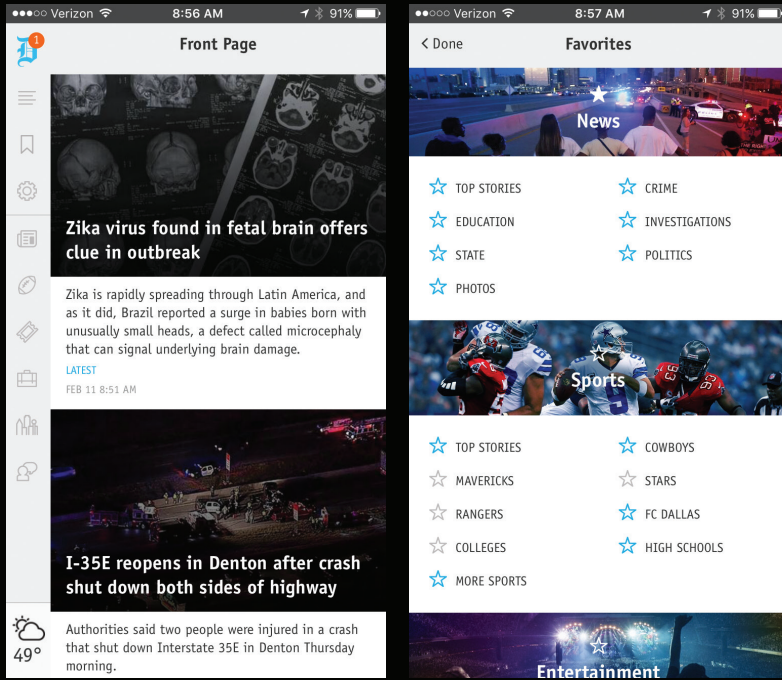 Verizon 8:56 AM 91%
D 1
Front Page
Zika virus found in fetal brain offers
clue in outbreak
Zika is rapidly spreading through Latin America, and
as it did, Brazil reported a surge in babies born with
unusually small heads, a defect called microcephaly
that can signal underlying brain damage.
LATEST
FEB 11 8:51 AM
I-35E reopens in Denton after crash
shut down both sides of highway
49°
Authorities said two people were injured in a crash
that shut down Interstate 35E in Denton Thursday
morning.
Verizon 8:57 AM 91%
< Done Favorites
News
TOP STORIES CRIME
EDUCATION INVESTIGATIONS
STATE POLITICS
PHOTOS
Sports
TOP STORIES COWBOYS
MAVERICKS STARS
RANGERS FC DALLAS
COLLEGES HIGH SCHOOLS
MORE SPORTS
Entertainment